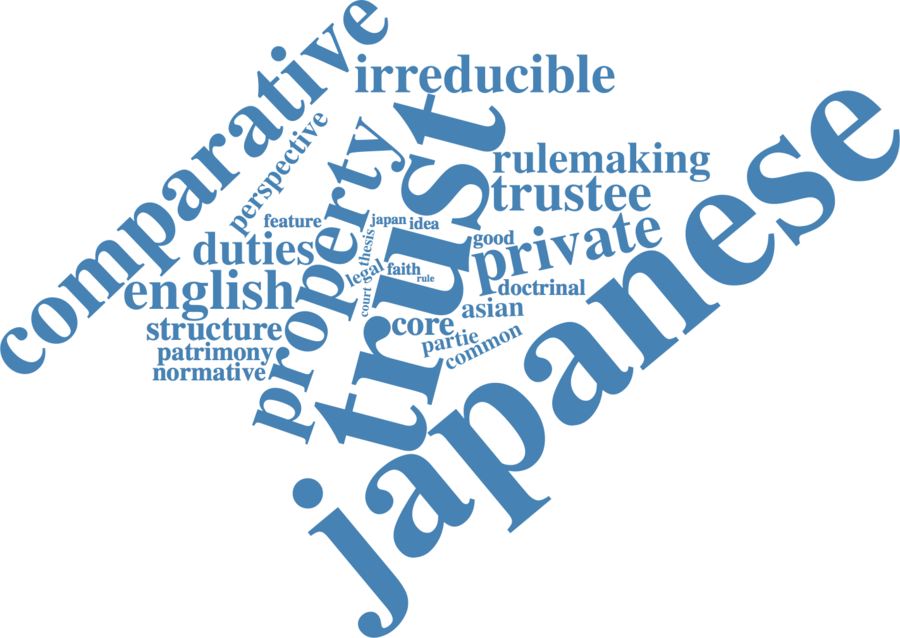 comparative
irreducible
perspective
property
trust
japanese
rulemaking
trustee
feature
japan
idea
duties
thesis
good
private
legal
faith
rule
english
court
doctrinal
asian
structure
core
partie
common
patrimony
normative